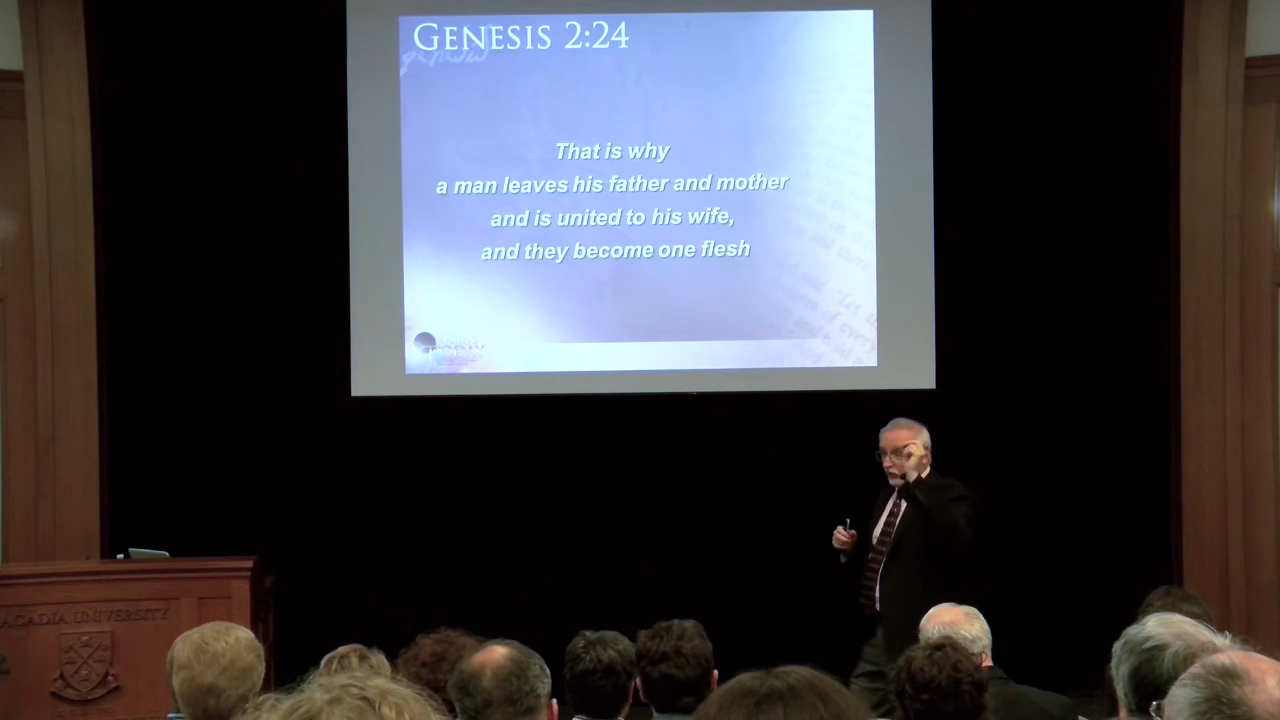 GENESIS 2:24
That is why
a man leaves his father and mother
and is united to his wife,
and they become one flesh
TODAY
ACADIA UNIVERSITY